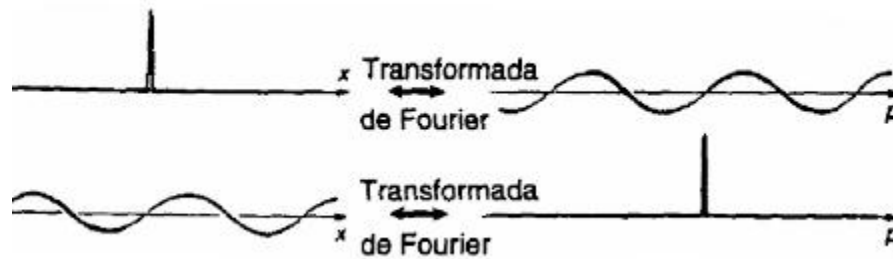 x Transformada
de Fourier p
Transformada
x de Fourier p